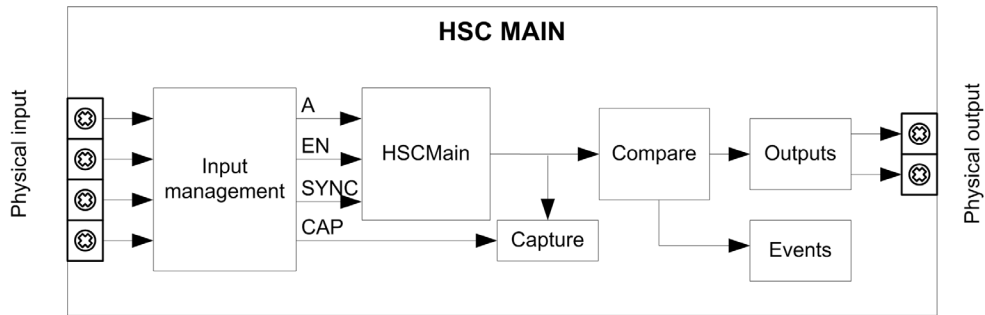 HSC MAIN
Physical input
Input
management
A
EN
SYNC
CAP
HSCMain
Capture
Compare
Outputs
Events
Physical output